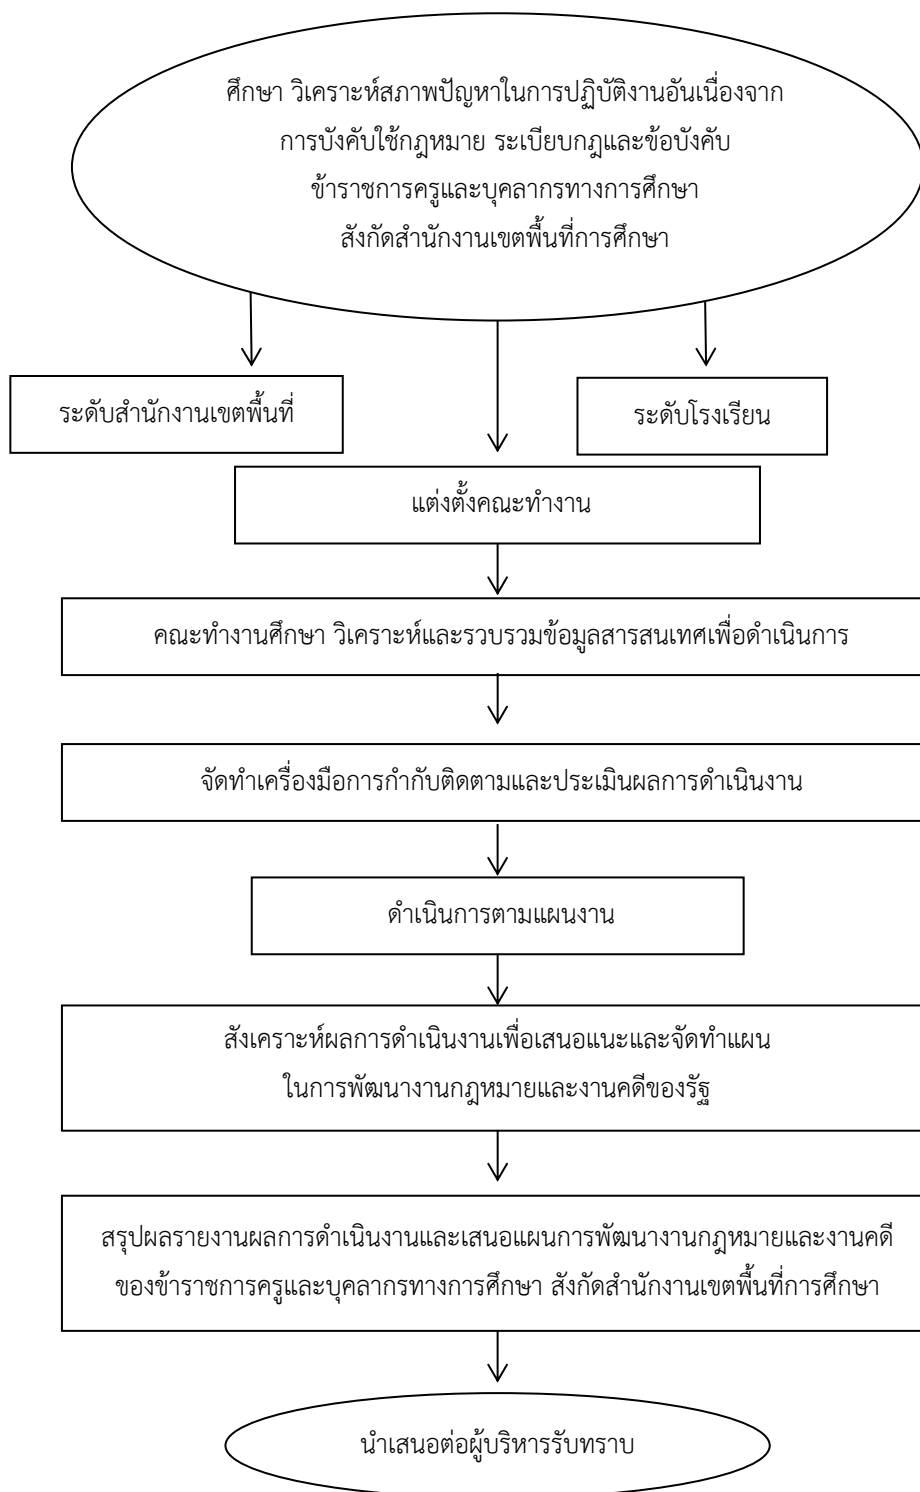 ศึกษา วิเคราะห์สภาพปัญหาในการปฏิบัติงานอันเนื่องจาก
การบังคับใช้กฎหมาย ระเบียบกฎและข้อบังคับ
ข้าราชการครูและบุคลากรทางการศึกษา
สังกัดสำนักงานเขตพื้นที่การศึกษา
ระดับสำนักงานเขตพื้นที่
ระดับโรงเรียน
แต่งตั้งคณะทำงาน
คณะทำงานศึกษา วิเคราะห์และรวบรวมข้อมูลสารสนเทศเพื่อดำเนินการ
จัดทำเครื่องมือการกำกับติดตามและประเมินผลการดำเนินงาน
ดำเนินการตามแผนงาน
สังเคราะห์ผลการดำเนินงานเพื่อเสนอแนะและจัดทำแผน
ในการพัฒนางานกฎหมายและงานคดีของรัฐ
สรุปผลรายงานผลการดำเนินงานและเสนอแผนการพัฒนางานกฎหมายและงานคดี
ของข้าราชการครูและบุคลากรทางการศึกษา สังกัดสำนักงานเขตพื้นที่การศึกษา
นำเสนอต่อผู้บริหารรับทราบ